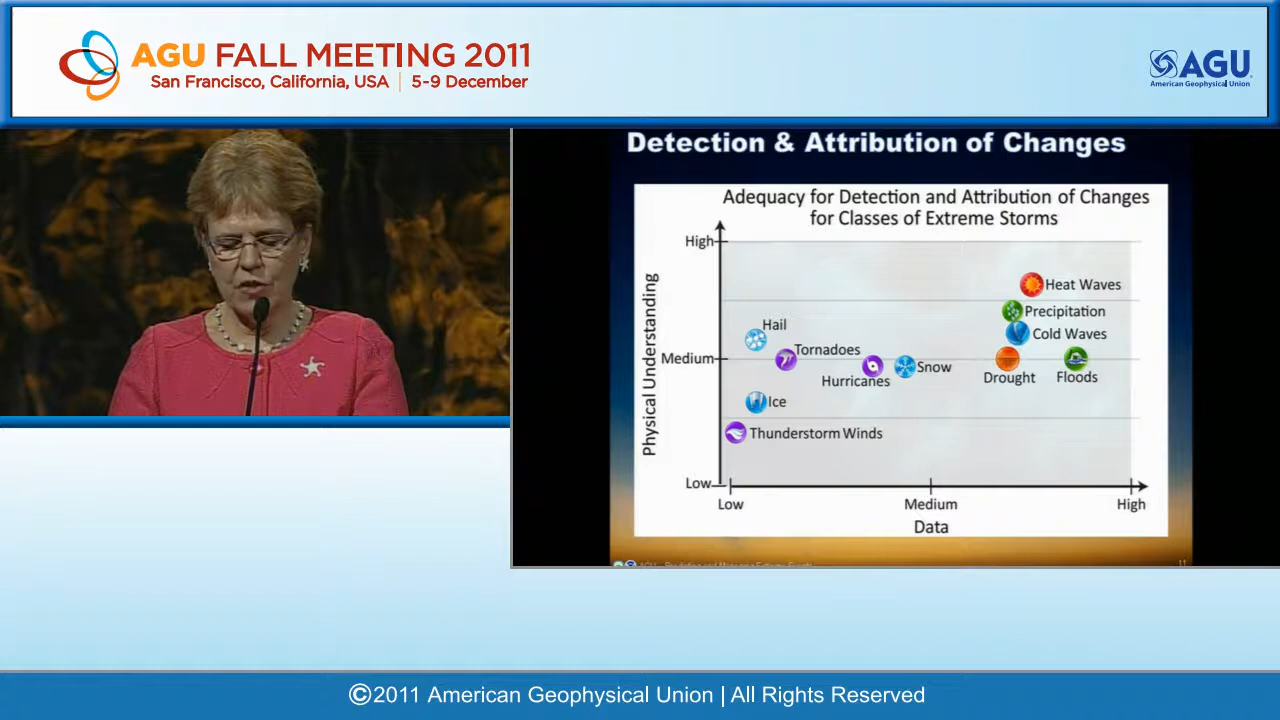 AGU FALL MEETING 2011
San Francisco, California, USA | 5-9 December
AGU
American Geophysical Union
Detection & Attribution of Changes
Adequacy for Detection and Attribution of Changes
for Classes of Extreme Storms
Physical Understanding
High
Medium
Low
Heat Waves
Precipitation
Hail
Cold Waves
Tornadoes
Snow
Hurricanes
Drought
Floods
Ice
Thunderstorm Winds
Low
Medium
High
Data
11
©2011 American Geophysical Union | All Rights Reserved